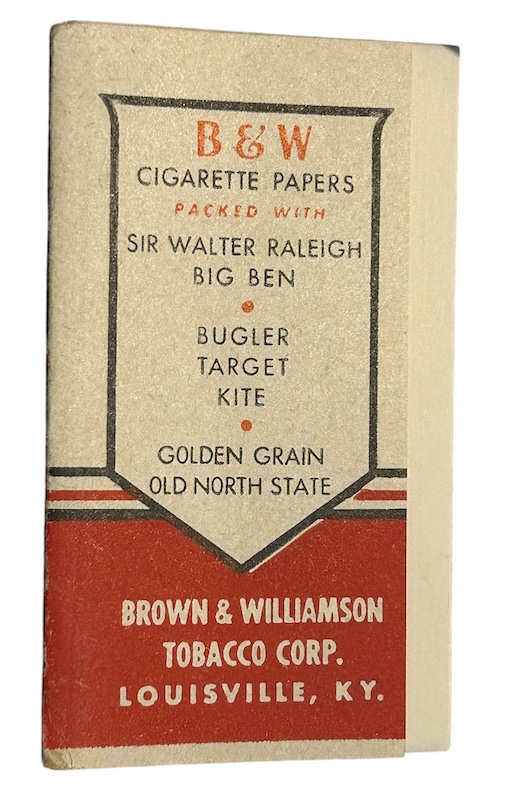 B & W
CIGARETTE PAPERS
PACKED WITH
SIR WALTER RALEIGH
BIG BEN
BUGLER
TARGET
KITE
GOLDEN GRAIN
OLD NORTH STATE
BROWN & WILLIAMSON
TOBACCO CORP.
LOUISVILLE, KY.